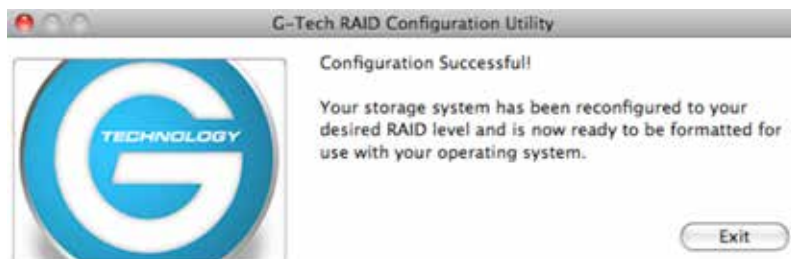 G-Tech RAID Configuration Utility
Configuration Successful!
Your storage system has been reconfigured to your
desired RAID level and is now ready to be formatted for
use with your operating system.
TECHNOLOGY
Exit